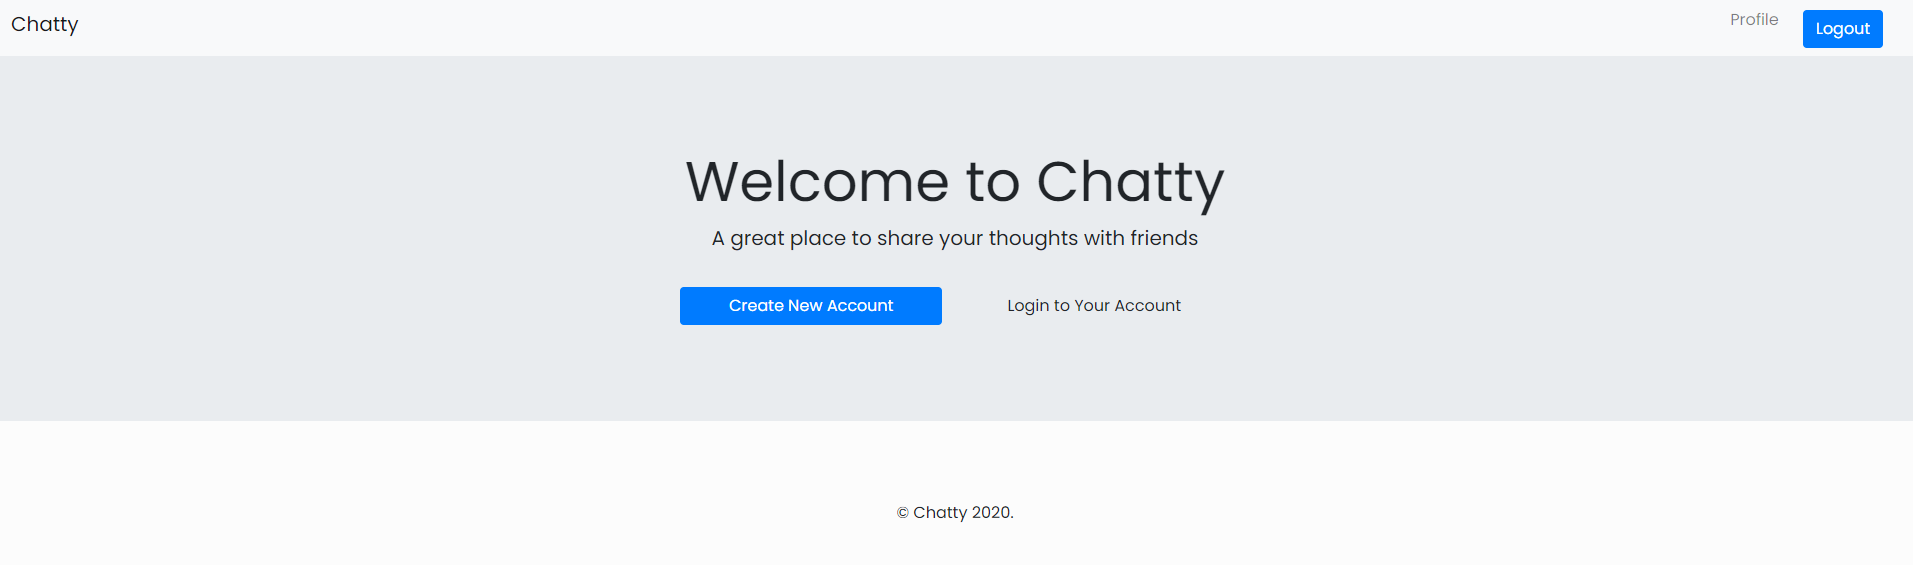 Chatty
Profile
Logout
Welcome to Chatty
A great place to share your thoughts with friends
Create New Account
Login to Your Account
© Chatty 2020.